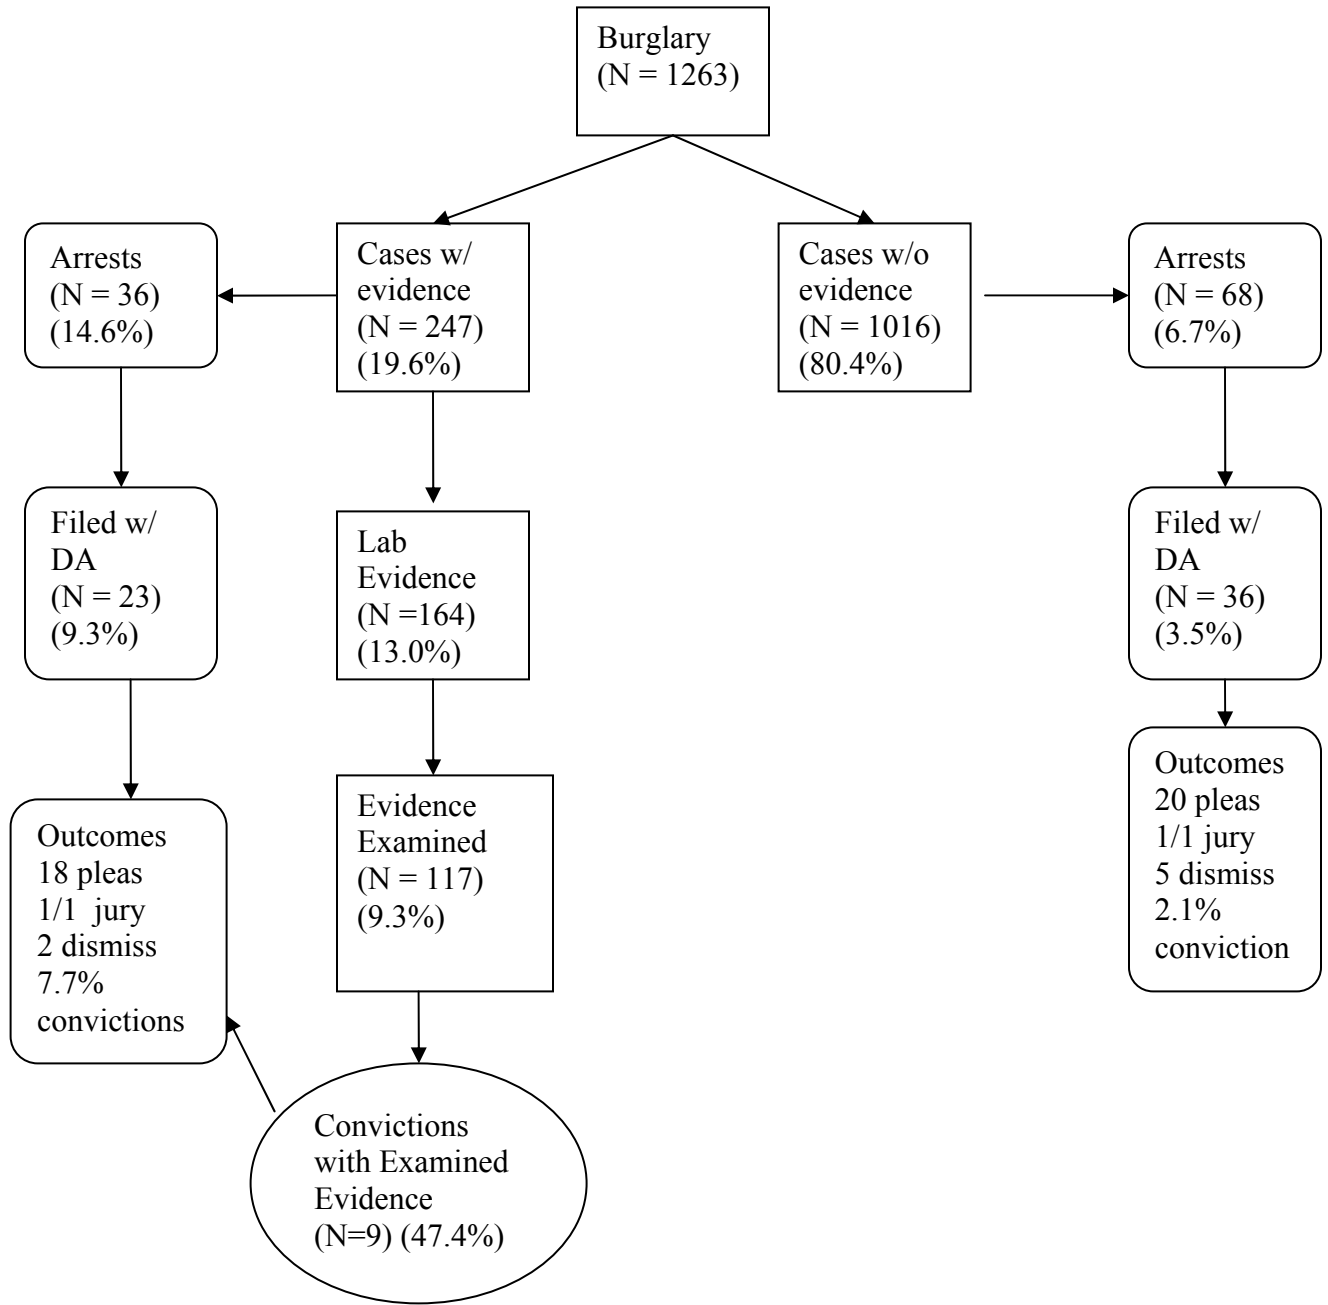 Burglary
(N = 1263)
Arrests
(N = 36)
(14.6%)
Cases w/
evidence
(N = 247)
(19.6%)
Cases w/o
evidence
(N = 1016)
(80.4%)
Arrests
(N = 68)
(6.7%)
Filed w/
DA
(N = 23)
(9.3%)
Lab
Evidence
(N =164)
(13.0%)
Filed w/
DA
(N = 36)
(3.5%)
Outcomes
18 pleas
1/1  jury
2 dismiss
7.7%
convictions
Evidence
Examined
(N = 117)
(9.3%)
Outcomes
20 pleas
1/1 jury
5 dismiss
2.1%
conviction
Convictions
with Examined
Evidence
(N=9) (47.4%)